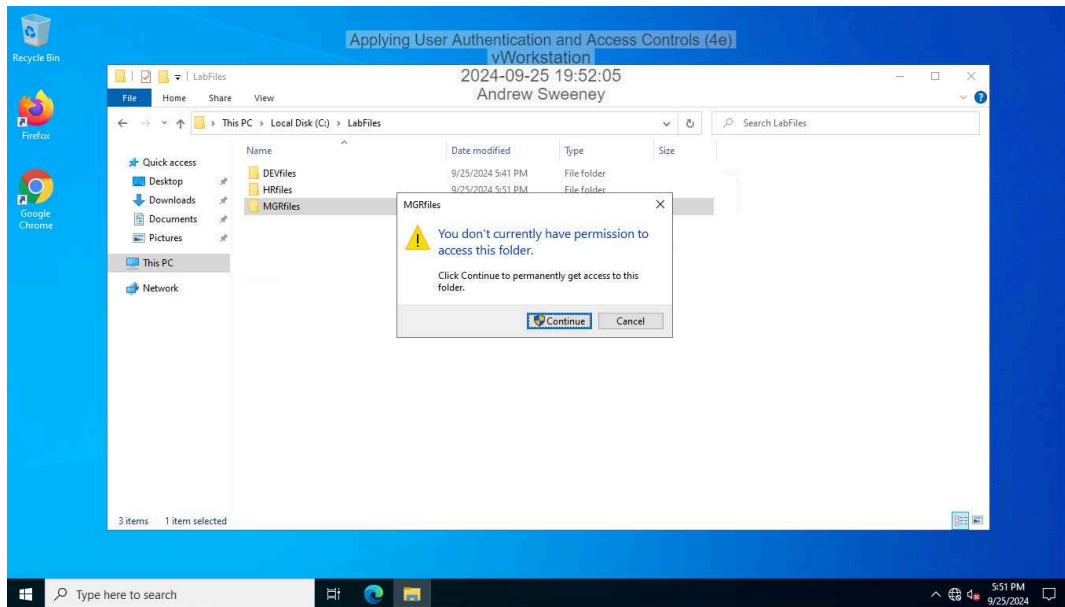 Recycle Bin
Applying User Authentication and Access Controls (4e)
vWorkstation
2024-09-25 19:52:05
Andrew Sweeney
LabFiles
File Home Share View
This PC > Local Disk (C:) > LabFiles
Search LabFiles
Firefox
Name Date modified Type Size
Quick access
DEVfiles 9/25/2024 5:41 PM File folder
Desktop
HRfiles 9/25/2024 5:51 PM File folder
Downloads
MGRfiles
Google
Chrome
Documents
Pictures
This PC
Network
MGRfiles
You don't currently have permission to
access this folder.
Click Continue to permanently get access to this
folder.
Continue Cancel
3 items 1 item selected
Type here to search
5:51 PM
9/25/2024